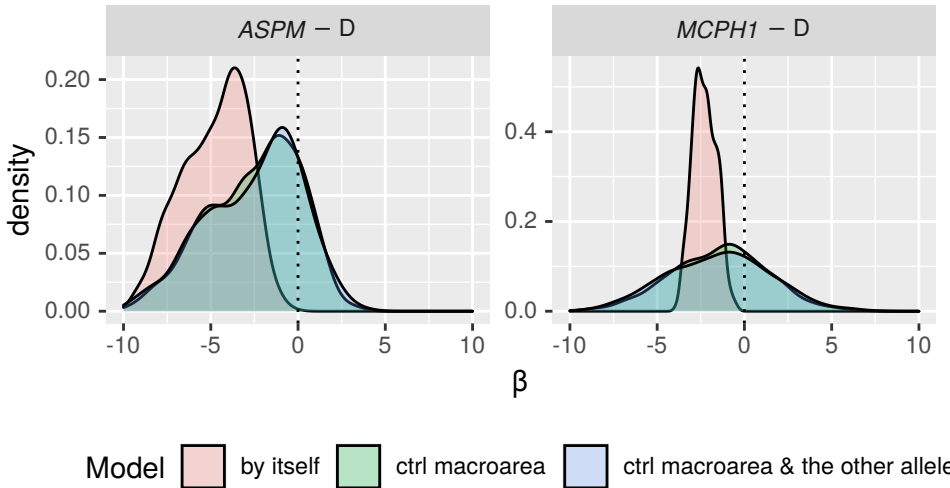 ASPM − D
MCPH1 − D
density
0.20
0.15
0.10
0.05
0.00
0.4
0.2
0.0
-10 -5 0 5 10
-10 -5 0 5 10
β
Model by itself ctrl macroarea ctrl macroarea & the other allele